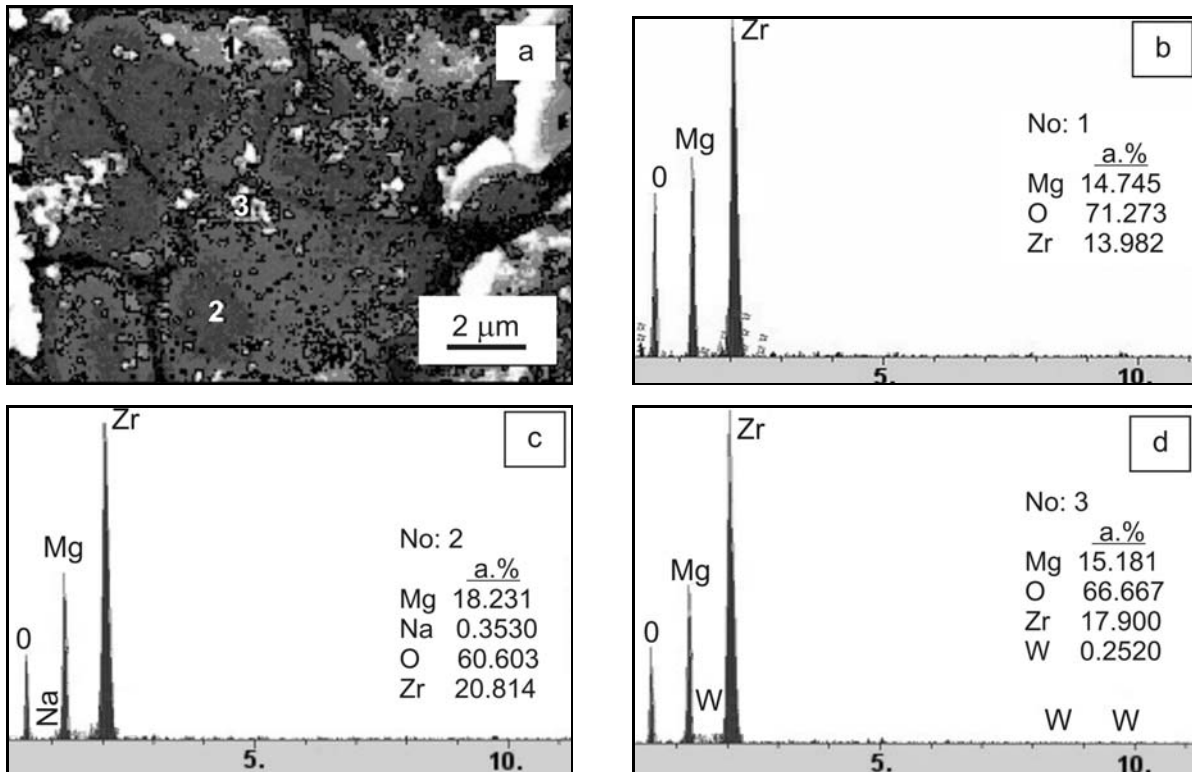 a
1
3
2
2 μm
b
Zr
Mg
0
No: 1
a.%
Mg 14.745
O 71.273
Zr 13.982
5. 10.
c
Zr
Mg
0
Na
No: 2
a.%
Mg 18.231
Na 0.3530
O 60.603
Zr 20.814
5. 10.
d
Zr
Mg
0
W
No: 3
a.%
Mg 15.181
O 66.667
Zr 17.900
W 0.2520
W W
5. 10.